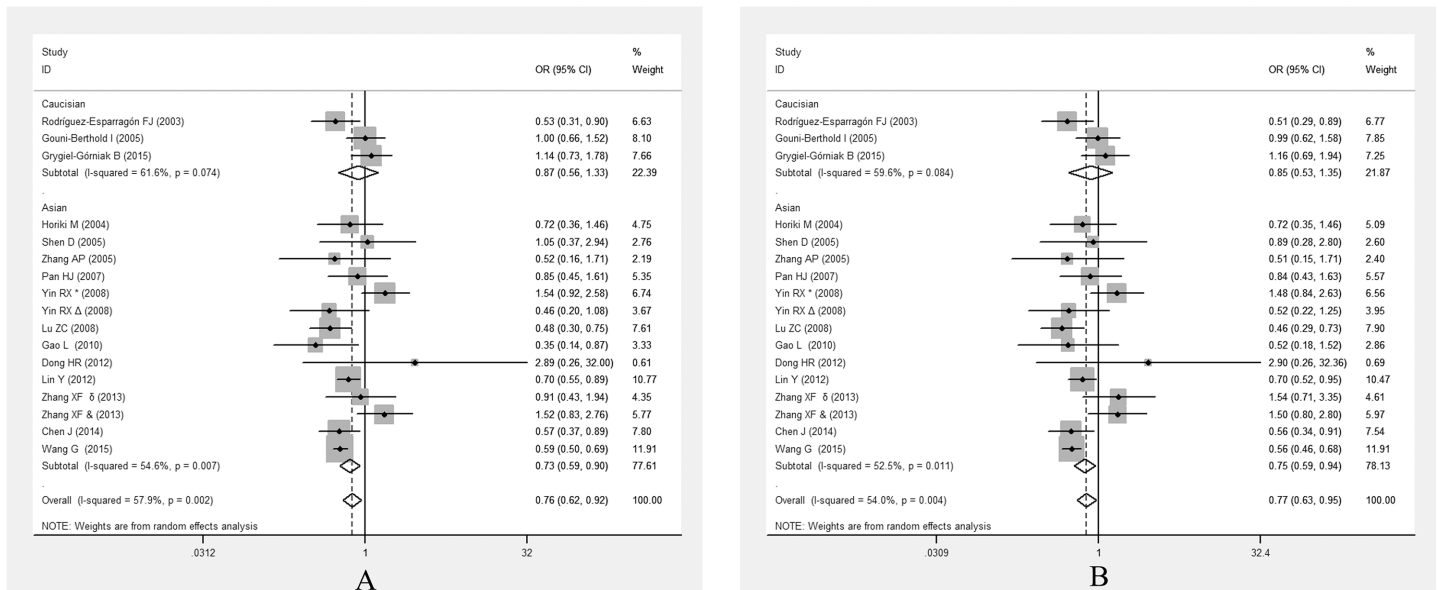 Study %
ID OR (95% CI) Weight
Caucisian
Rodríguez-Esparragón FJ (2003) 0.53 (0.31, 0.90) 6.63
Gouni-Berthold I (2005) 1.00 (0.66, 1.52) 8.10
Grygiel-Górniak B (2015) 1.14 (0.73, 1.78) 7.66
Subtotal (I-squared = 61.6%, p = 0.074) 0.87 (0.56, 1.33) 22.39
.
Asian
Horiki M (2004) 0.72 (0.36, 1.46) 4.75
Shen D (2005) 1.05 (0.37, 2.94) 2.76
Zhang AP (2005) 0.52 (0.16, 1.71) 2.19
Pan HJ (2007) 0.85 (0.45, 1.61) 5.35
Yin RX * (2008) 1.54 (0.92, 2.58) 6.74
Yin RX Δ (2008) 0.46 (0.20, 1.08) 3.67
Lu ZC (2008) 0.48 (0.30, 0.75) 7.61
Gao L (2010) 0.35 (0.14, 0.87) 3.33
Dong HR (2012) 2.89 (0.26, 32.00) 0.61
Lin Y (2012) 0.70 (0.55, 0.89) 10.77
Zhang XF δ (2013) 0.91 (0.43, 1.94) 4.35
Zhang XF & (2013) 1.52 (0.83, 2.76) 5.77
Chen J (2014) 0.57 (0.37, 0.89) 7.80
Wang G (2015) 0.59 (0.50, 0.69) 11.91
Subtotal (I-squared = 54.6%, p = 0.007) 0.73 (0.59, 0.90) 77.61
.
Overall (I-squared = 57.9%, p = 0.002) 0.76 (0.62, 0.92) 100.00
NOTE: Weights are from random effects analysis
.0312 1 32
A
Study %
ID OR (95% CI) Weight
Caucisian
Rodríguez-Esparragón FJ (2003) 0.51 (0.29, 0.89) 6.77
Gouni-Berthold I (2005) 0.99 (0.62, 1.58) 7.85
Grygiel-Górniak B (2015) 1.16 (0.69, 1.94) 7.25
Subtotal (I-squared = 59.6%, p = 0.084) 0.85 (0.53, 1.35) 21.87
.
Asian
Horiki M (2004) 0.72 (0.35, 1.46) 5.09
Shen D (2005) 0.89 (0.28, 2.80) 2.60
Zhang AP (2005) 0.51 (0.15, 1.71) 2.40
Pan HJ (2007) 0.84 (0.43, 1.63) 5.57
Yin RX * (2008) 1.48 (0.84, 2.63) 6.56
Yin RX Δ (2008) 0.52 (0.22, 1.25) 3.95
Lu ZC (2008) 0.46 (0.29, 0.73) 7.90
Gao L (2010) 0.52 (0.18, 1.52) 2.86
Dong HR (2012) 2.90 (0.26, 32.36) 0.69
Lin Y (2012) 0.70 (0.52, 0.95) 10.47
Zhang XF δ (2013) 1.54 (0.71, 3.35) 4.61
Zhang XF & (2013) 1.50 (0.80, 2.80) 5.97
Chen J (2014) 0.56 (0.34, 0.91) 7.54
Wang G (2015) 0.56 (0.46, 0.68) 11.91
Subtotal (I-squared = 52.5%, p = 0.011) 0.75 (0.59, 0.94) 78.13
.
Overall (I-squared = 54.0%, p = 0.004) 0.77 (0.63, 0.95) 100.00
NOTE: Weights are from random effects analysis
.0309 1 32.4
B